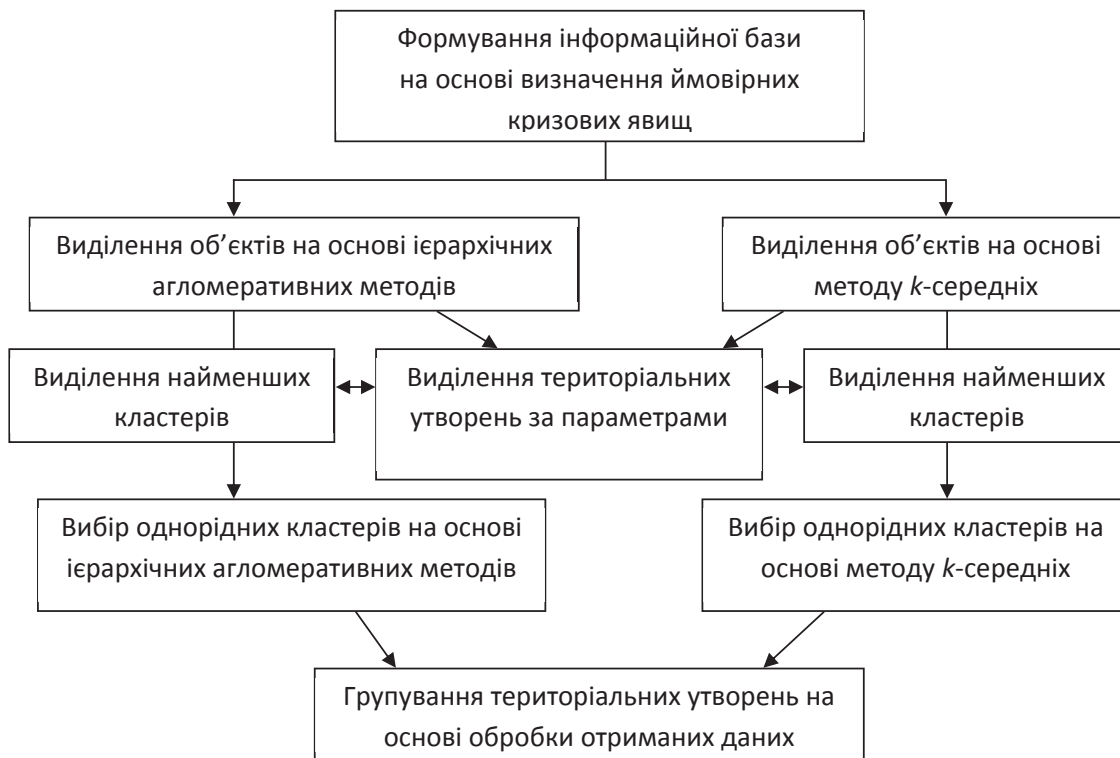 Формування інформаційної бази
на основі визначення ймовірних
кризових явищ
Виділення об’єктів на основі ієрархічних
агломеративних методів
Виділення об’єктів на основі
методу k-середніх
Виділення найменших
кластерів
Виділення територіальних
утворень за параметрами
Виділення найменших
кластерів
Вибір однорідних кластерів на основі
ієрархічних агломеративних методів
Вибір однорідних кластерів на
основі методу k-середніх
Групування територіальних утворень на
основі обробки отриманих даних